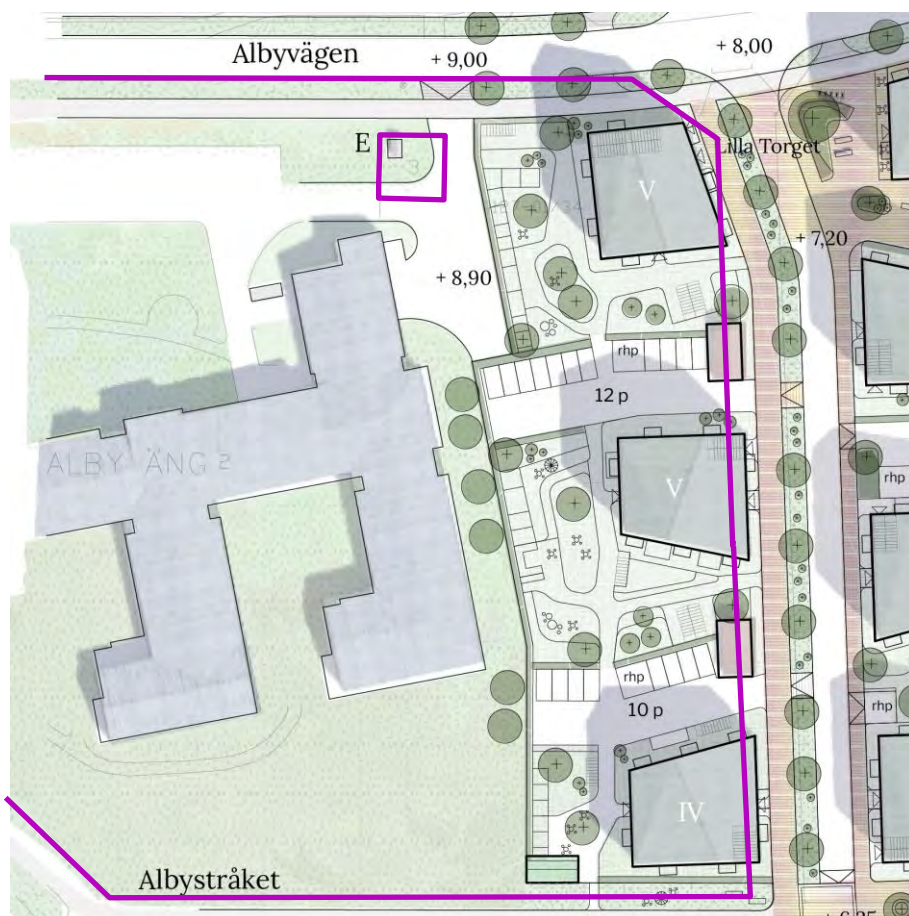 Albyvägen
+ 9,00
+ 8,00
E
Lilla Torget
V
+ 7,20
+ 8,90
rhp
12 p
ALBY ÄNG 2
V
rhp
rhp
10 p
rhp
IV
Albystråket